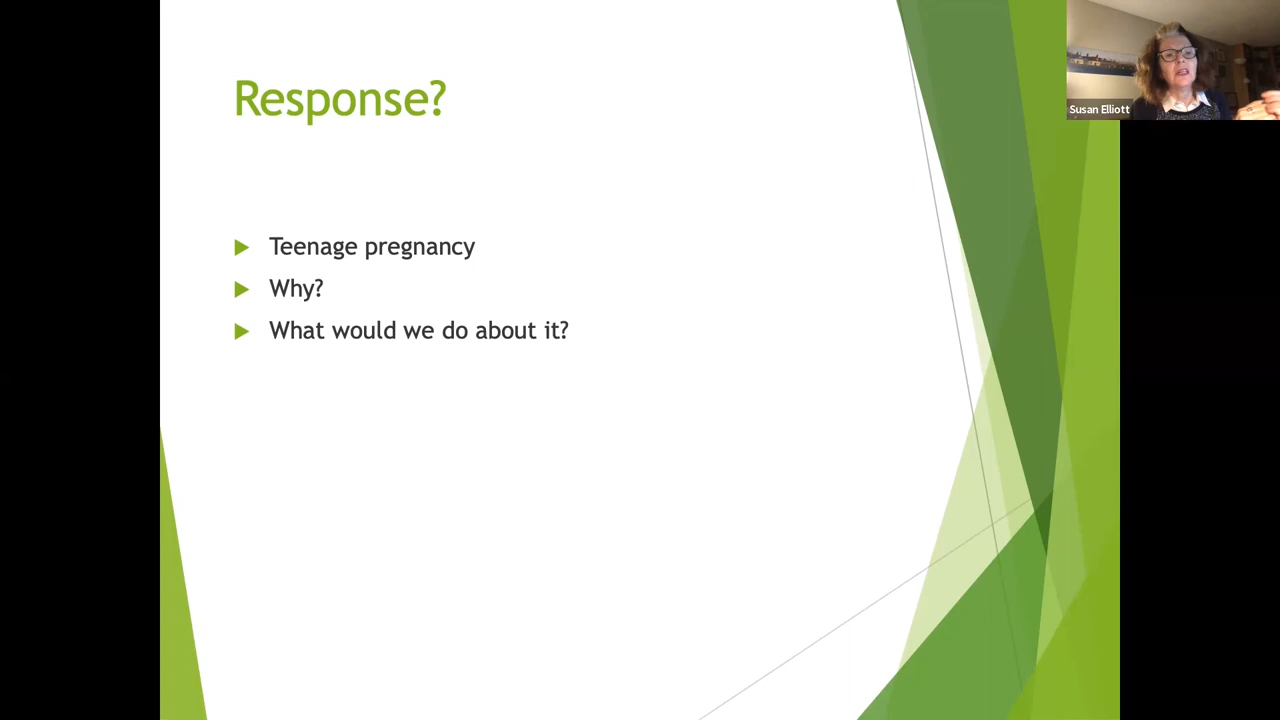 Response?
Teenage pregnancy
Why?
What would we do about it?
Susan Elliott